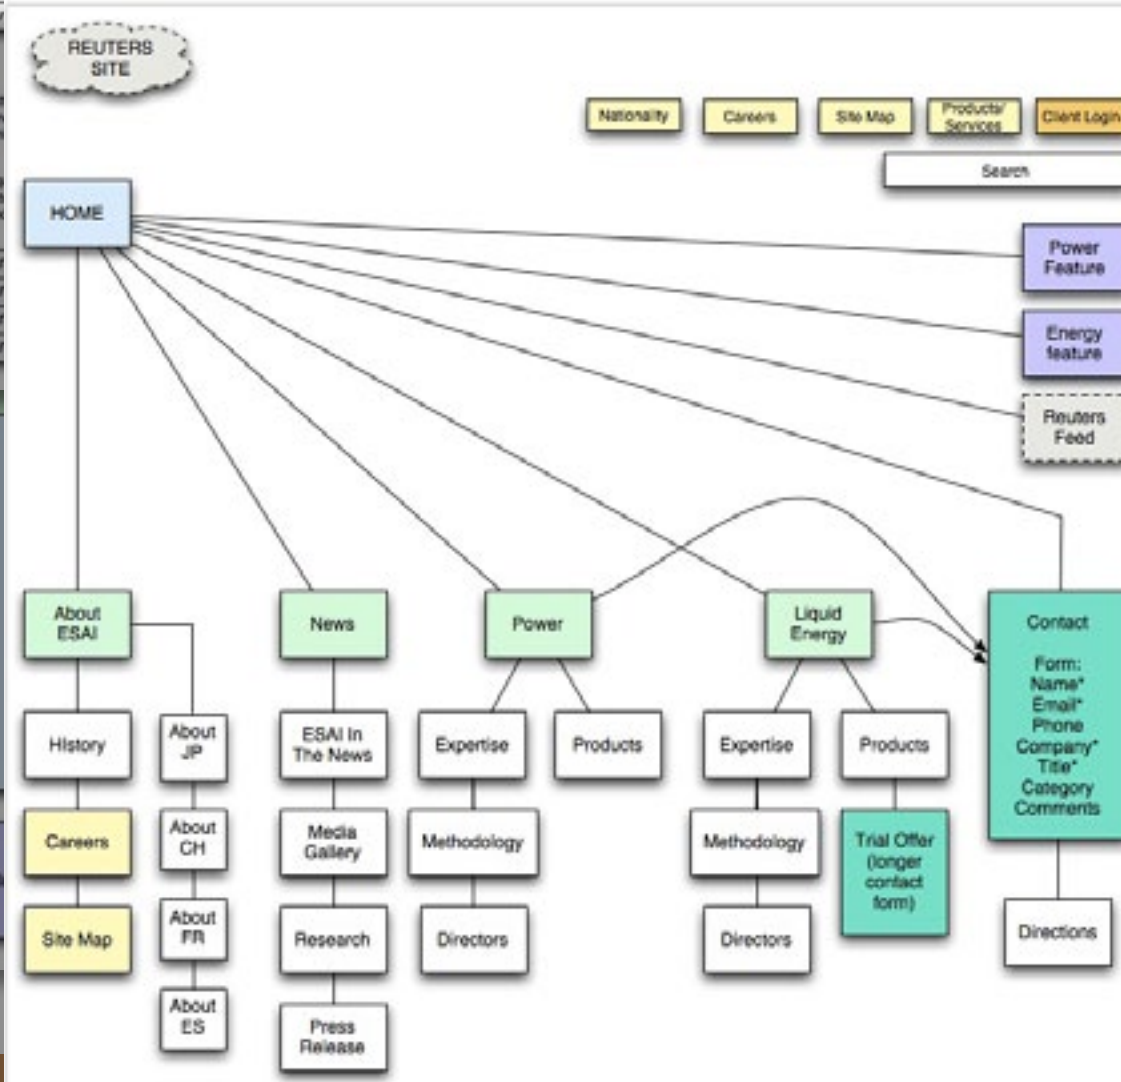 REUTERS
SITE
Nationality
Careers
Site Map
Products/
Services
Client Login
Search
HOME
Power
Feature
Energy
feature
Reuters
Feed
About
ESAI
News
Power
Liquid
Energy
Contact
Form:
Name*
Email*
Phone
Company*
Title*
Category
Comments
HIstory
About
JP
ESAI In
The News
Expertise
Products
Expertise
Products
Careers
About
CH
Media
Gallery
Methodology
Methodology
Trial Offer
(longer
contact
form)
Site Map
About
FR
Research
Directors
Directors
Directions
About
ES
Press
Release